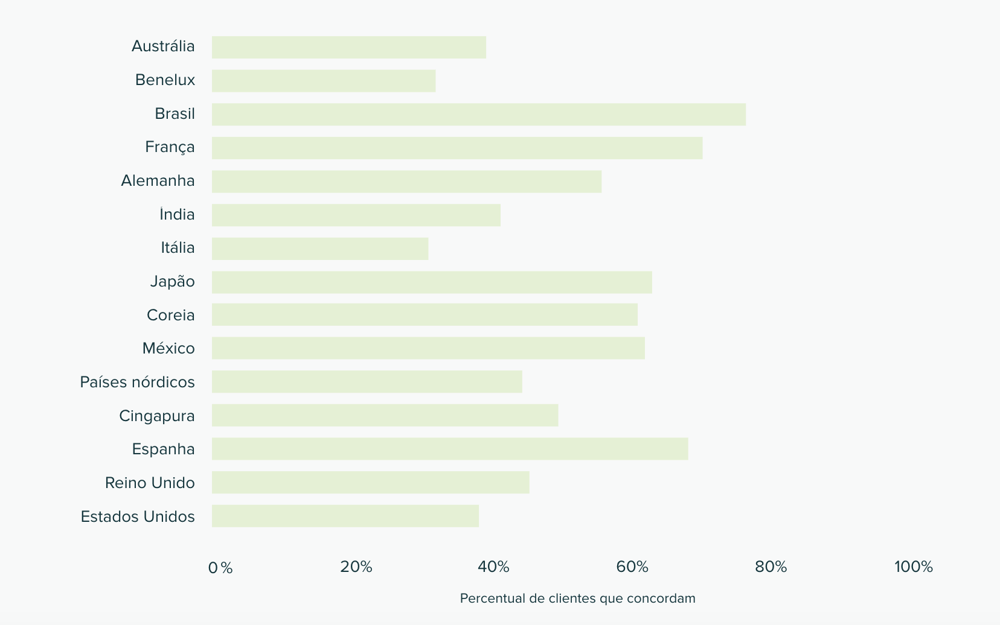 Austrália
Benelux
Brasil
França
Alemanha
Índia
Itália
Japão
Coreia
México
Países nórdicos
Cingapura
Espanha
Reino Unido
Estados Unidos
0 % 20% 40% 60% 80% 100%
Percentual de clientes que concordam